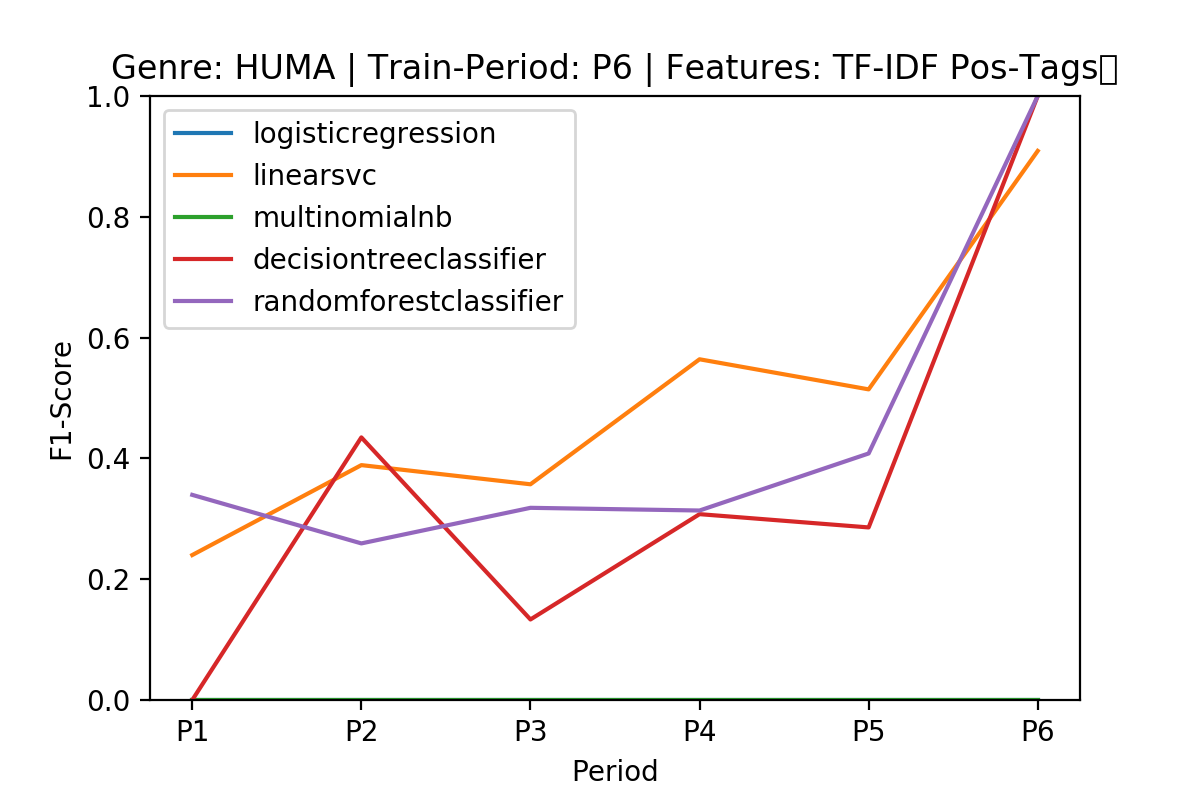 Genre: HUMA | Train-Period: P6 | Features: TF-IDF Pos-Tags
1.0
0.8
0.6
0.4
0.2
0.0
F1-Score
logisticregression
linearsvc
multinomialnb
decisiontreeclassifier
randomforestclassifier
P1 P2 P3 P4 P5 P6
Period